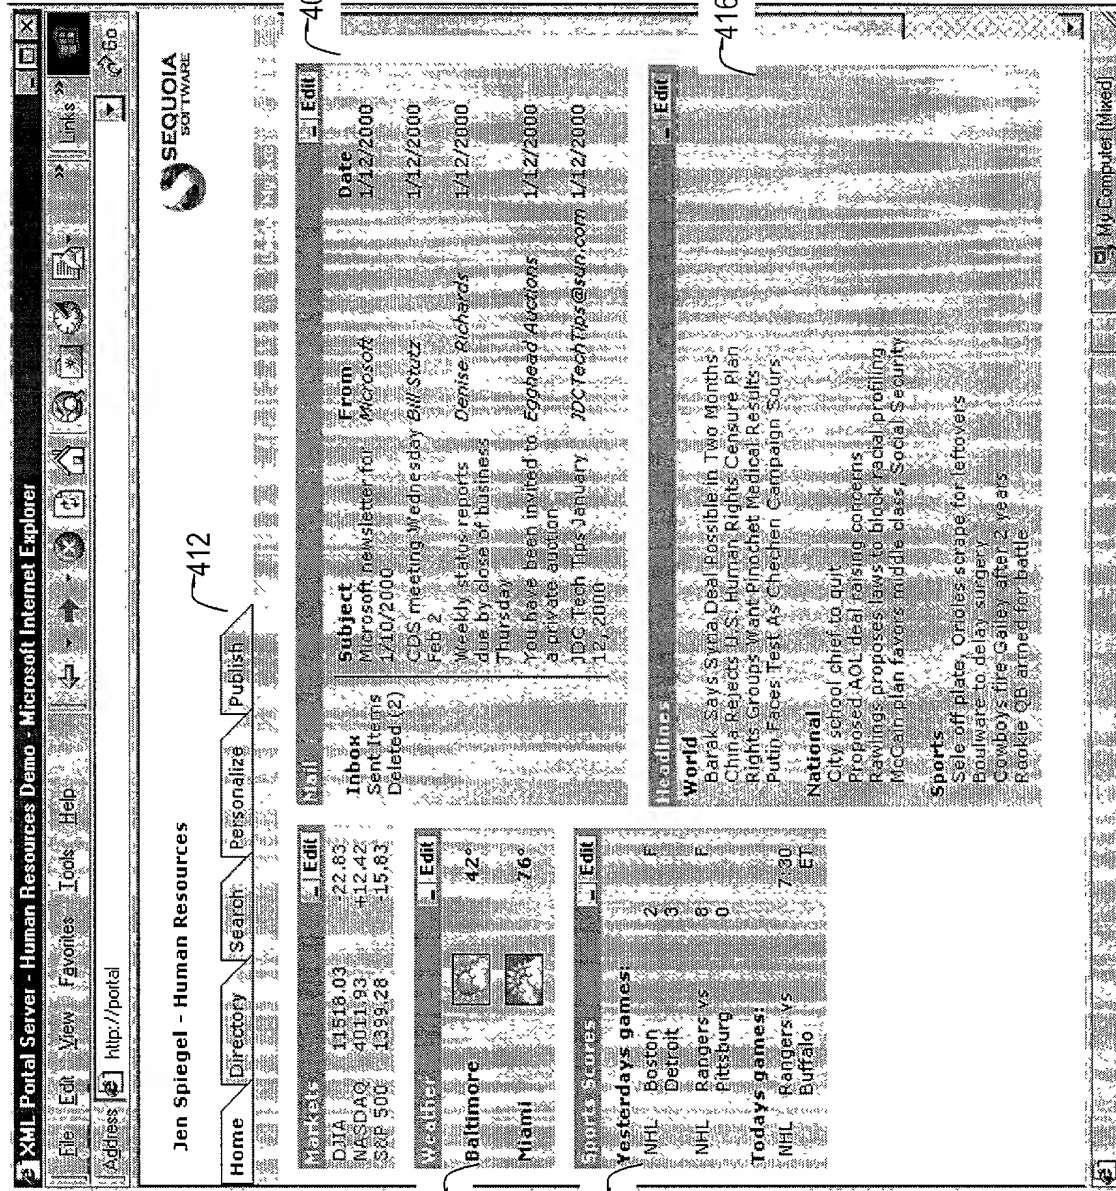 XML Portal Server - Human Resources Demo - Microsoft Internet Explorer
File Edit View Favorites Tools Help
Links
Address http://portal
Go
Jen Spiegel - Human Resources
SEQUOIA
SOFTWARE
Home Directory Search Personalize Publish
412
Markets Edit
DJIA 11518.03 -22.83
NASDAQ 4011.93 +12.42
S&P 500 1399.28 -15.83
Weather Edit
Baltimore 42°
Miami 76°
Sports Scores Edit
Yesterdays games:
NHL Boston 2 F
Detroit 3
NHL Rangers vs 8 F
Pittsburg 0
Todays games:
NHL Rangers vs 7:30
Buffalo ET
Mail Edit
Inbox
Sent Items
Deleted (2)
Subject From Date
Microsoft newsletter for Microsoft 1/12/2000
1/10/2000
CDS meeting Wednesday Bill Stutz 1/12/2000
Feb 2
Weekly status reports Denise Richards 1/12/2000
due by close of business
Thursday
You have been invited to Egghead Auctions 1/12/2000
a private auction
JDC Tech Tips January JDCTechTips@sun.com 1/12/2000
12, 2000
Headlines Edit
416
World
Barak Says Syria Deal Possible in Two Months
China Rejects U.S. Human Rights Censure Plan
Rights Groups Want Pinochet Medical Results
Putin Faces Test As Chechen Campaign Sours
National
City school chief to quit
Proposed AOL deal raising concerns
Rawlings proposes laws to block racial profiling
McCain plan favors middle class, Social Security
Sports
Sele off plate, Orioles scrape for leftovers
Boulware to delay surgery
Cowboys fire Gailey after 2 years
Rookie QB armed for battle
My Computer (Mixed)